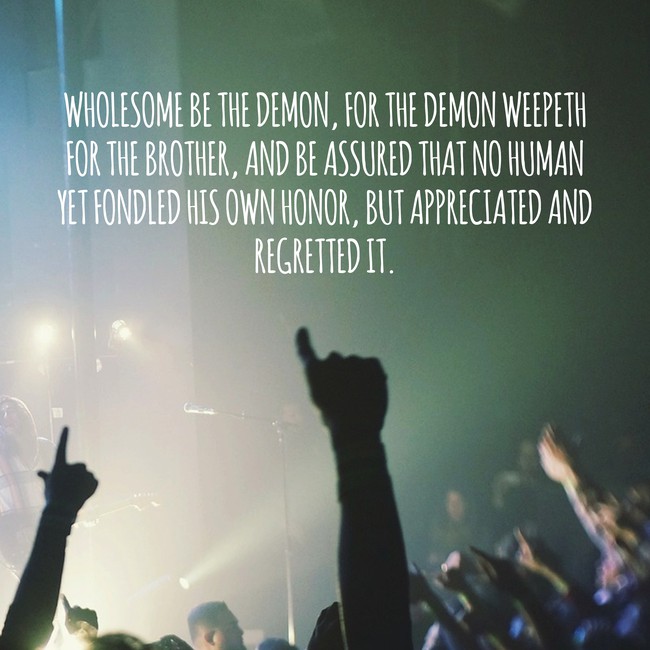 WHOLESOME BE THE DEMON, FOR THE DEMON WEEPETH
FOR THE BROTHER, AND BE ASSURED THAT NO HUMAN
YET FONDLED HIS OWN HONOR, BUT APPRECIATED AND
REGRETTED IT.